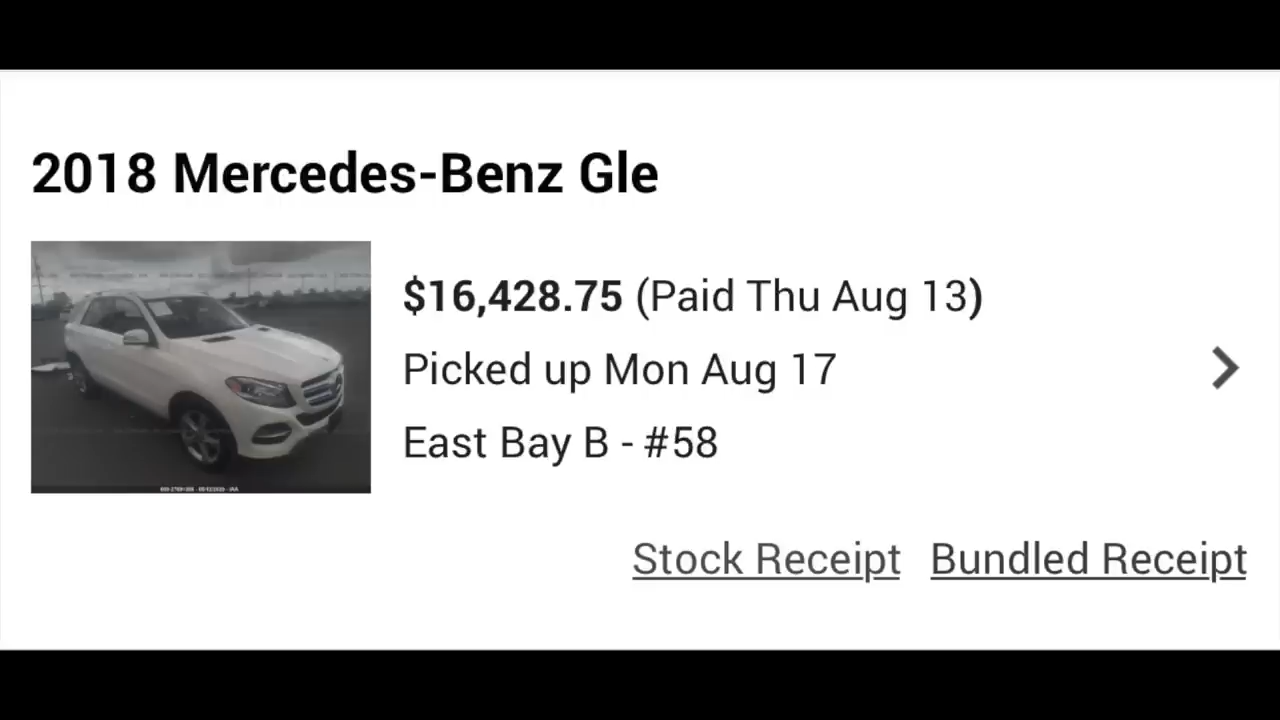 2018 Mercedes-Benz Gle
$16,428.75 (Paid Thu Aug 13)
Picked up Mon Aug 17
East Bay B - #58
Stock Receipt Bundled Receipt